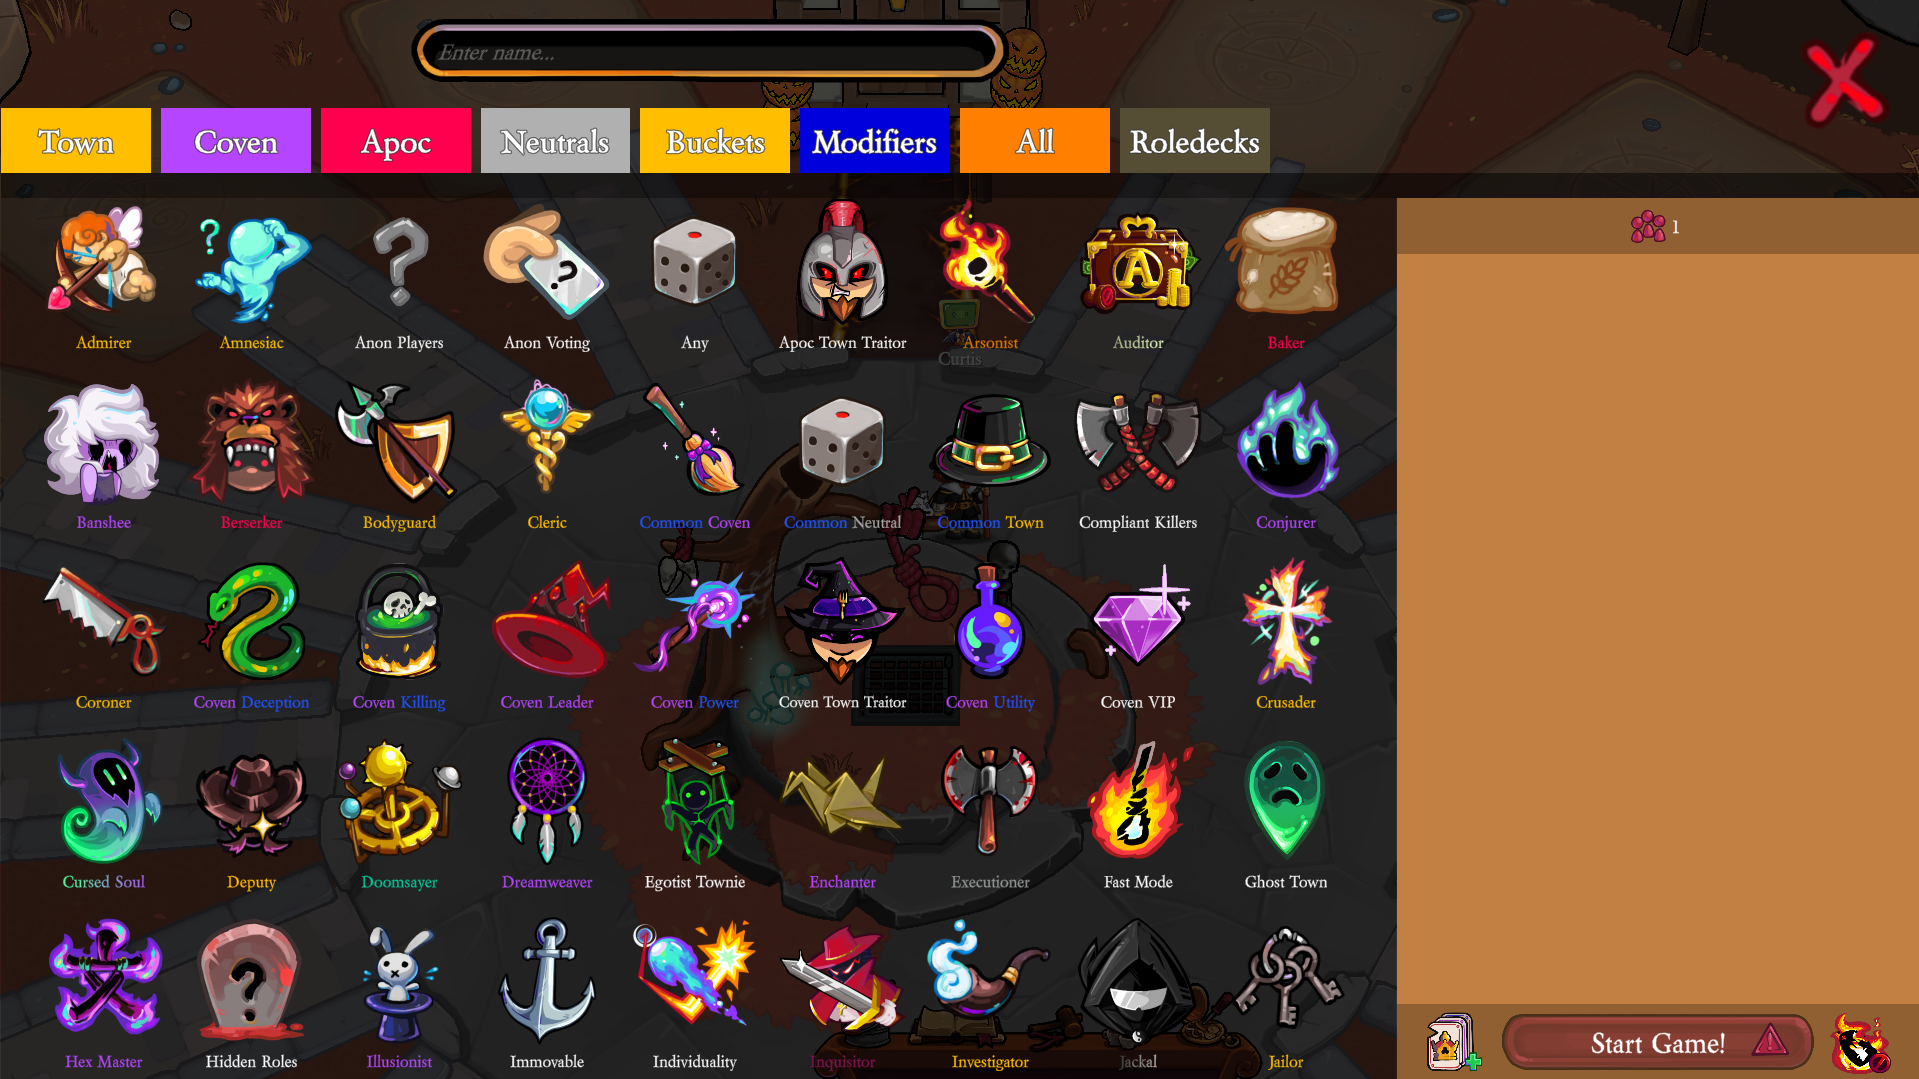 Enter name...
Town Coven Apoc Neutrals Buckets Modifiers All Roledecks
1
Admirer Amnesiac Anon Players Anon Voting Any Apoc Town Traitor Arsonist Auditor Baker
Curtis
Banshee Berserker Bodyguard Cleric Common Coven Common Neutral Common Town Compliant Killers Conjurer
Coroner Coven Deception Coven Killing Coven Leader Coven Power Coven Town Traitor Coven Utility Coven VIP Crusader
Cursed Soul Deputy Doomsayer Dreamweaver Egotist Townie Enchanter Executioner Fast Mode Ghost Town
Hex Master Hidden Roles Illusionist Immovable Individuality Inquisitor Investigator Jackal Jailor
Start Game!